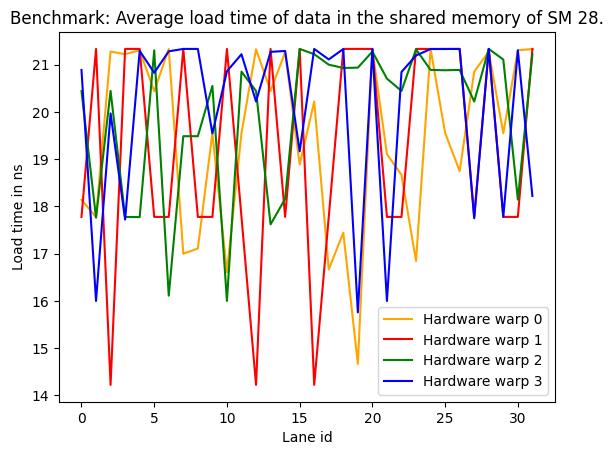 Benchmark: Average load time of data in the shared memory of SM 28.
Load time in ns
21
20
19
18
17
16
15
14
0
5
10
15
20
25
30
Lane id
Hardware warp 0
Hardware warp 1
Hardware warp 2
Hardware warp 3